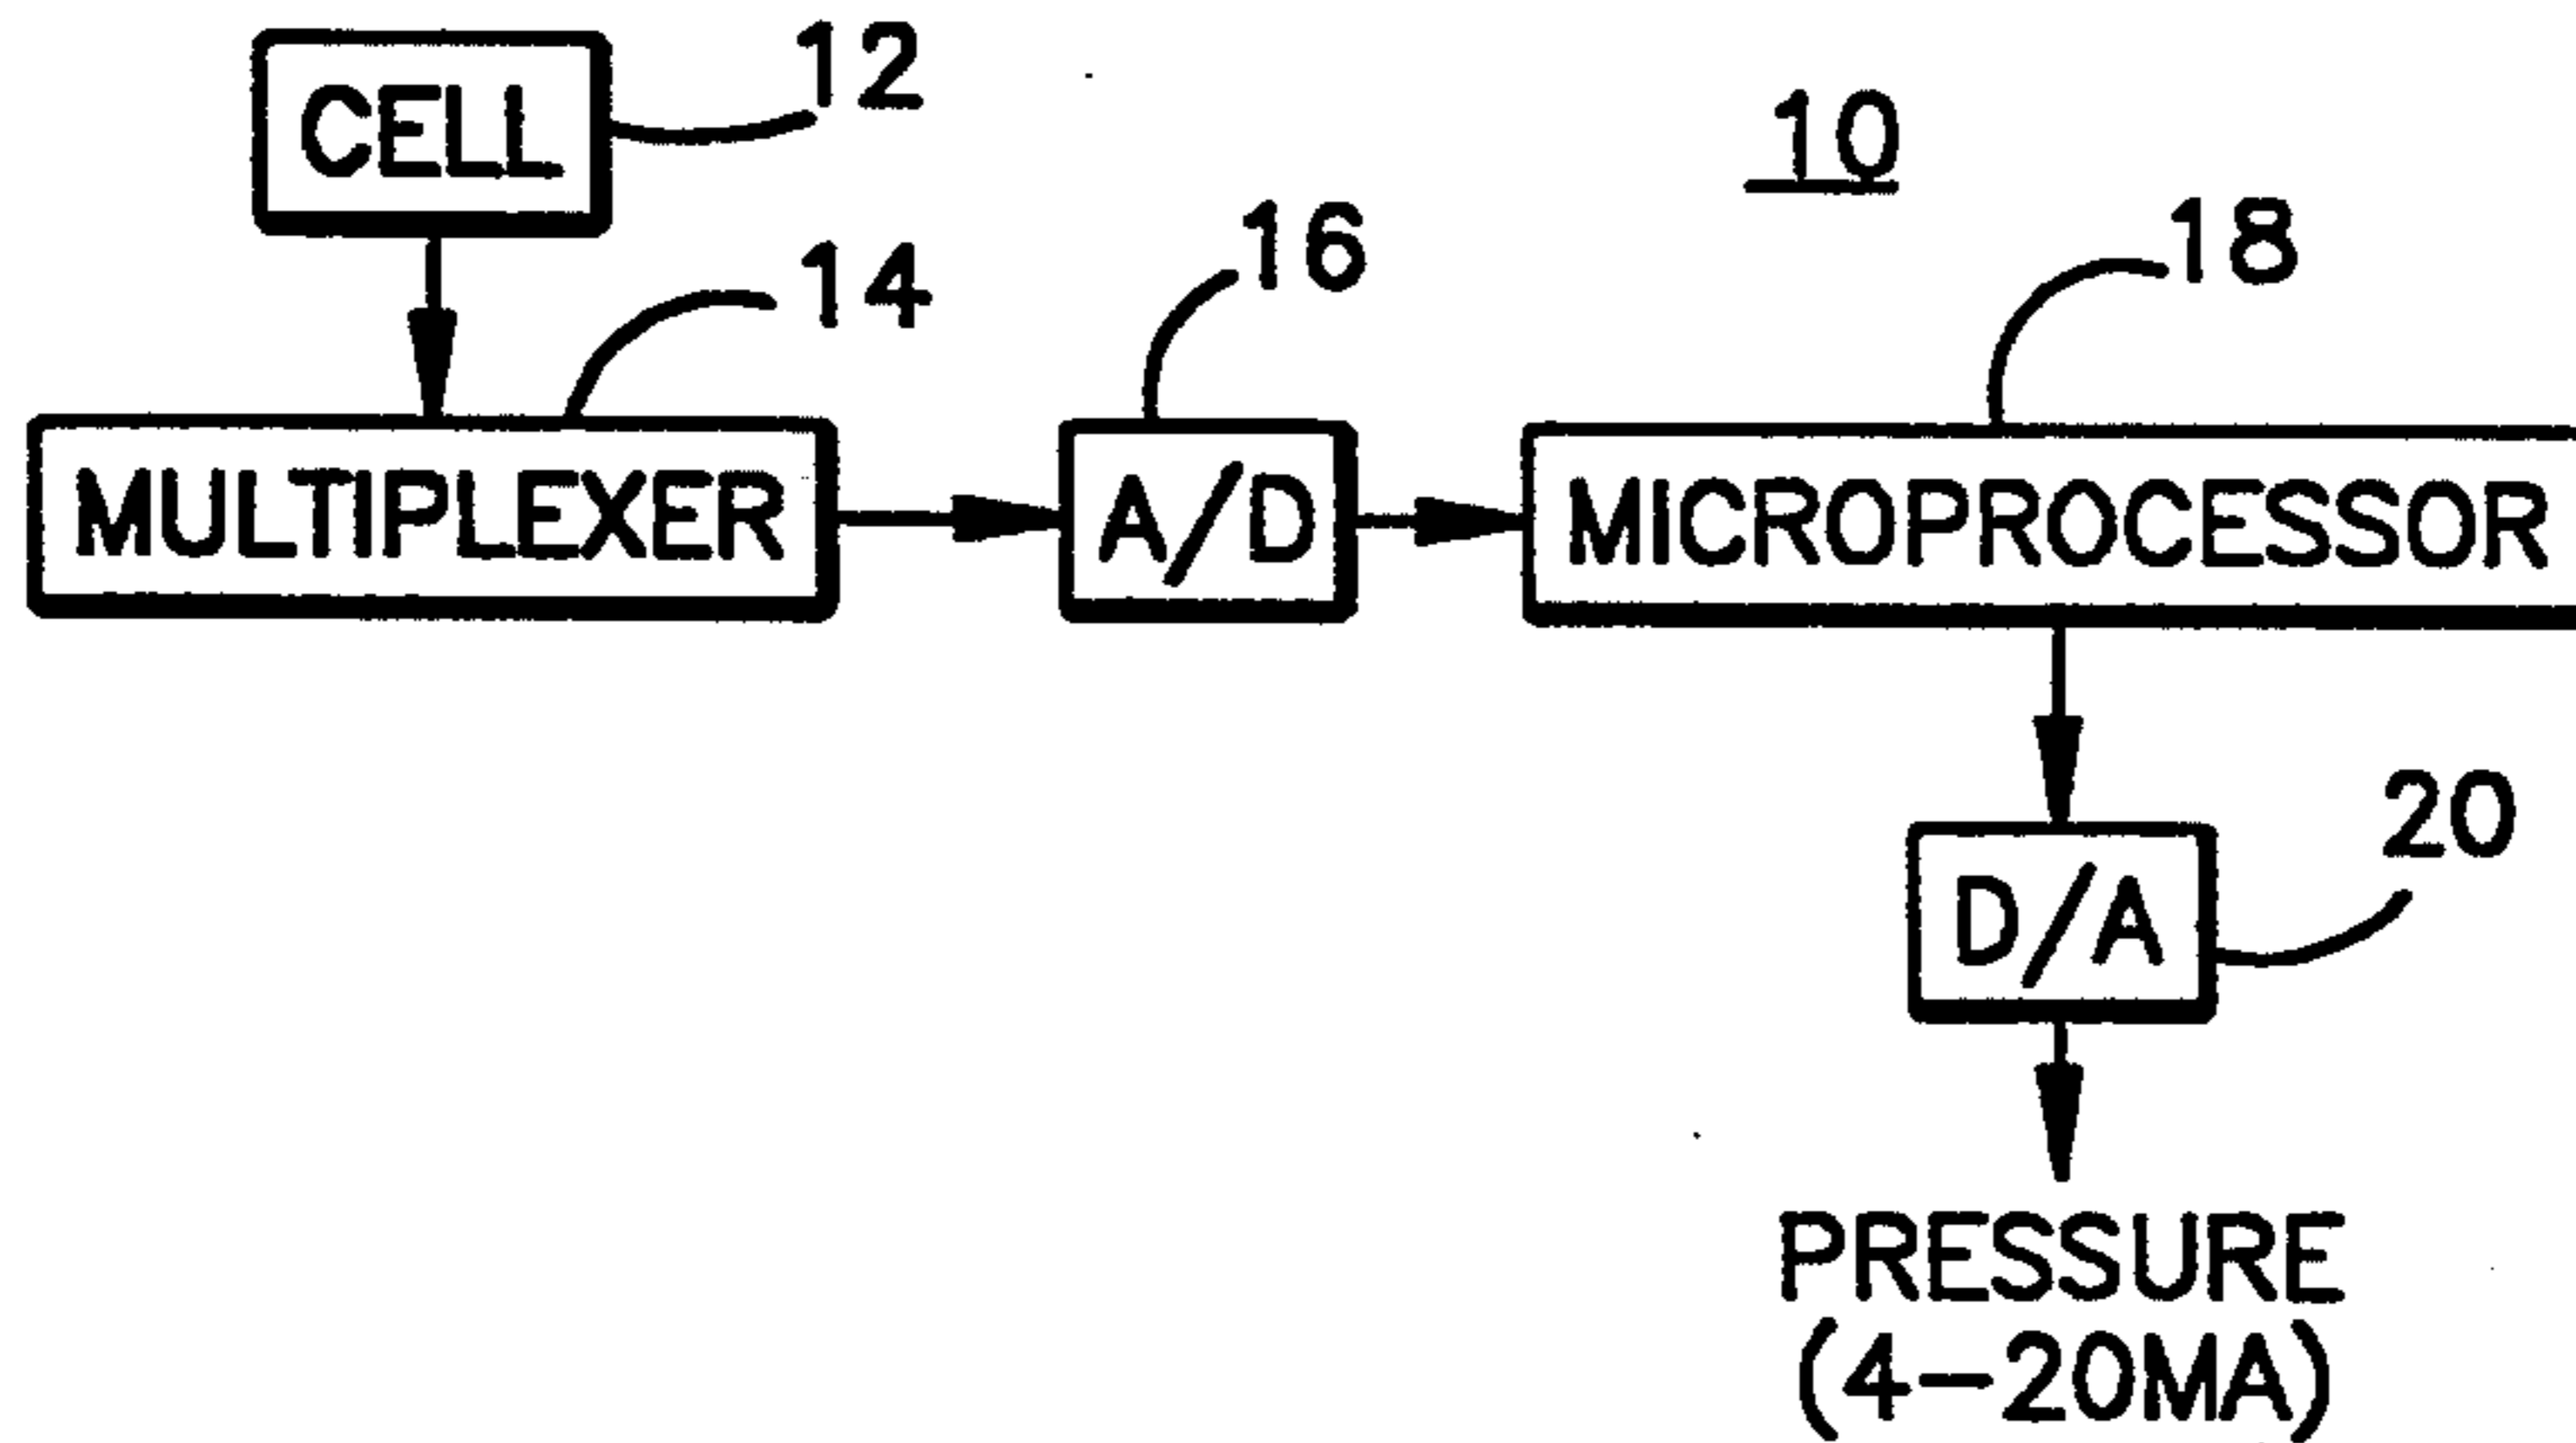 CELL
12
10
14
16
18
MULTIPLEXER
A/D
MICROPROCESSOR
20
D/A
PRESSURE
(4-20MA)